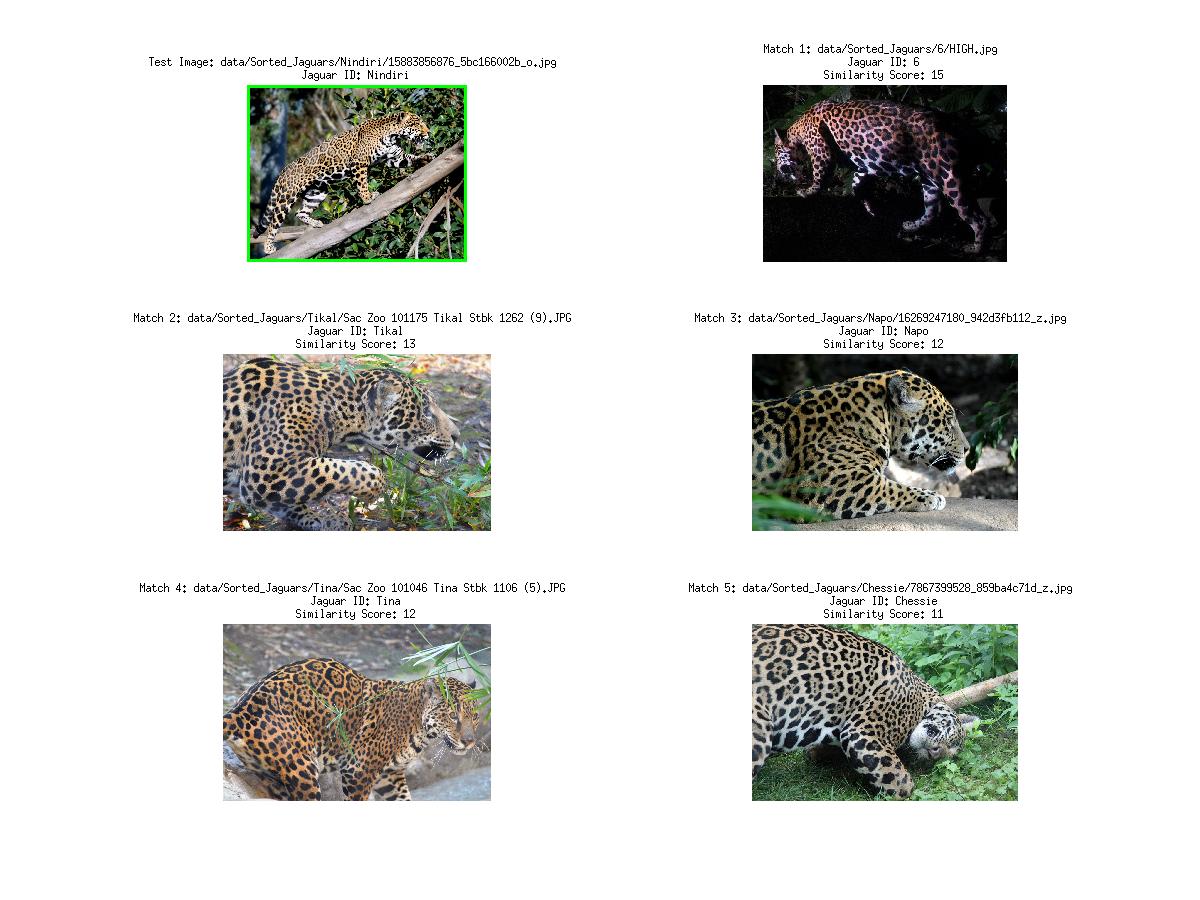 Test Image: data/Sorted_Jaguars/Nindiri/15883856876_5bc166002b_o.jpg
Jaguar ID: Nindiri
Match 1: data/Sorted_Jaguars/6/HIGH.jpg
Jaguar ID: 6
Similarity Score: 15
Match 2: data/Sorted_Jaguars/Tikal/Sac Zoo 101175 Tikal Stbk 1262 (9).JPG
Jaguar ID: Tikal
Similarity Score: 13
Match 3: data/Sorted_Jaguars/Napo/16269247180_942d3fb112_z.jpg
Jaguar ID: Napo
Similarity Score: 12
Match 4: data/Sorted_Jaguars/Tina/Sac Zoo 101046 Tina Stbk 1106 (5).JPG
Jaguar ID: Tina
Similarity Score: 12
Match 5: data/Sorted_Jaguars/Chessie/7867399528_859ba4c71d_z.jpg
Jaguar ID: Chessie
Similarity Score: 11